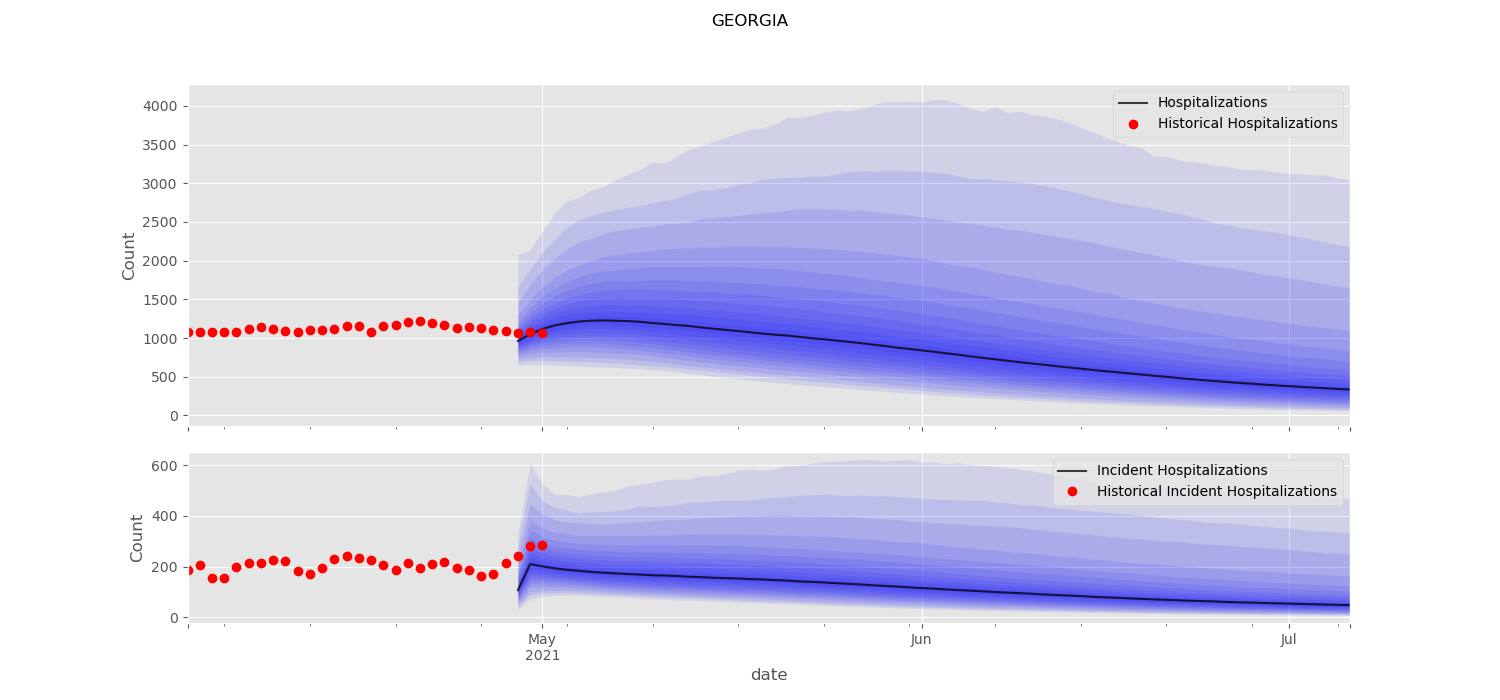 GEORGIA
Count
4000
3500
3000
2500
2000
1500
1000
500
0
Hospitalizations
Historical Hospitalizations
Count
600
400
200
0
Incident Hospitalizations
Historical Incident Hospitalizations
May
2021
Jun
Jul
date